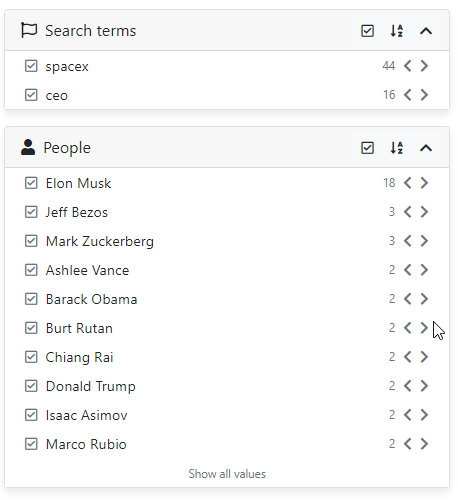 Search terms
spacex 44
ceo 16
People
Elon Musk 18
Jeff Bezos 3
Mark Zuckerberg 3
Ashlee Vance 2
Barack Obama 2
Burt Rutan 2
Chiang Rai 2
Donald Trump 2
Isaac Asimov 2
Marco Rubio 2
Show all values